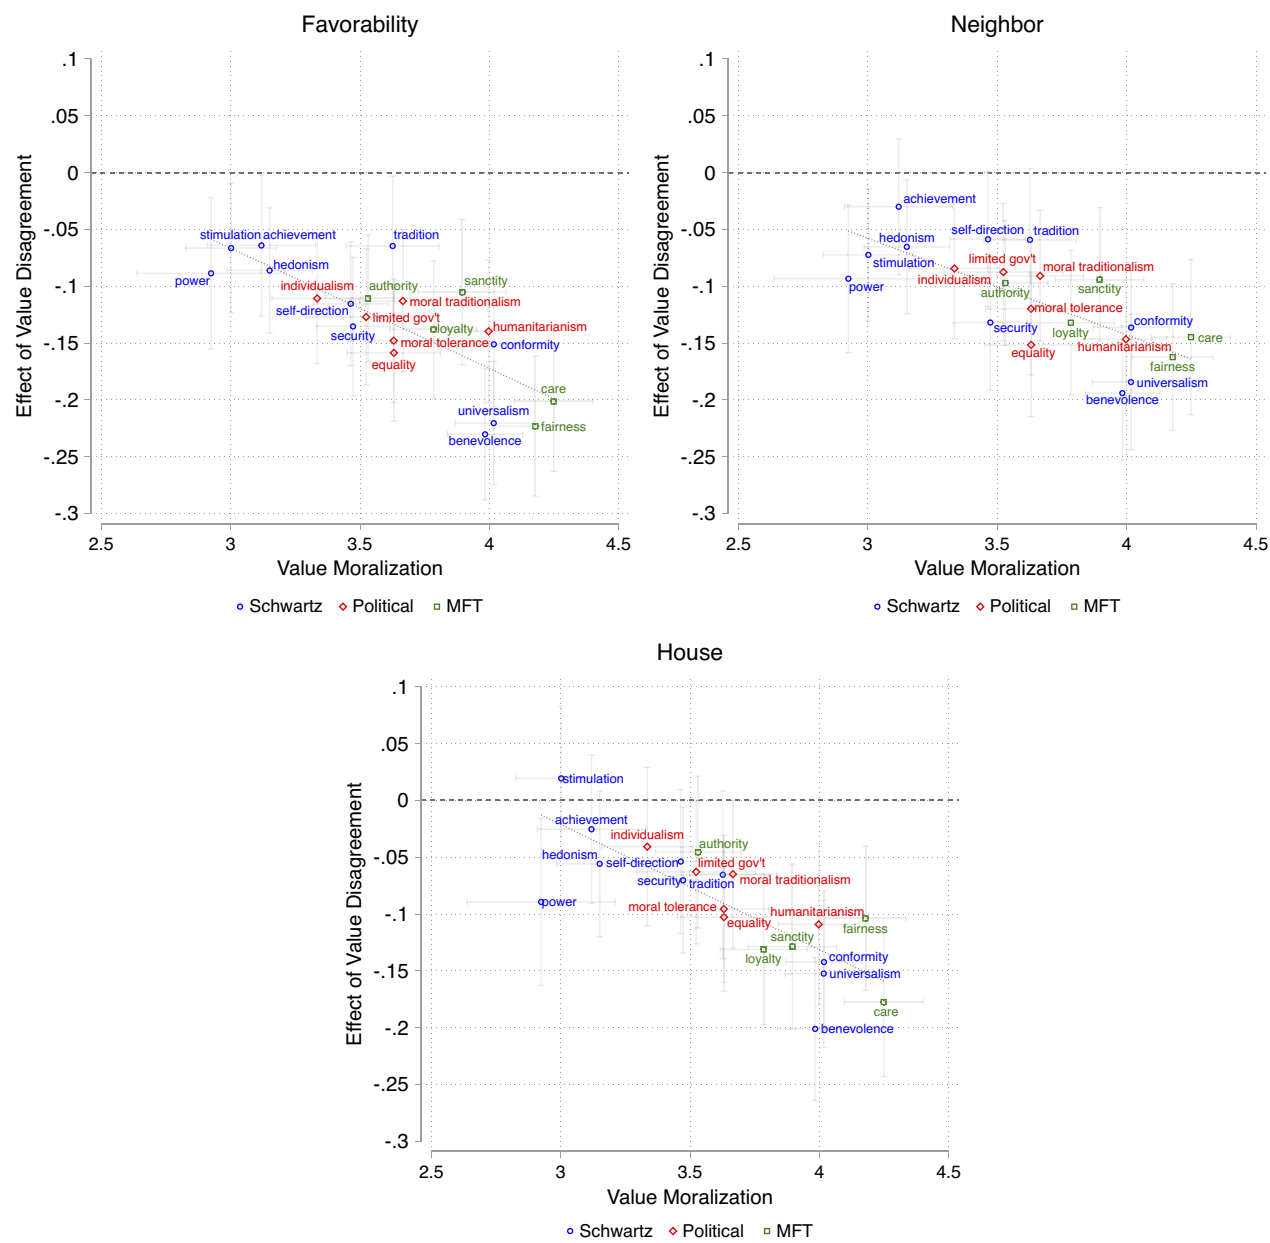 Favorability
Effect of Value Disagreement
.1
.05
0
-.05
-.1
-.15
-.2
-.25
-.3
stimulation
achievement
tradition
power
hedonism
individualism
authority
sanctity
self-direction
moral traditionalism
limited gov't
security
loyalty
humanitarianism
moral tolerance
conformity
equality
care
universalism
fairness
benevolence
2.5 3 3.5 4 4.5
Value Moralization
Schwartz Political MFT
Neighbor
Effect of Value Disagreement
.1
.05
0
-.05
-.1
-.15
-.2
-.25
-.3
achievement
self-direction
tradition
hedonism
stimulation
limited gov't
moral traditionalism
individualism
power
authority
sanctity
moral tolerance
security
loyalty
conformity
equality
humanitarianism
care
fairness
universalism
benevolence
2.5 3 3.5 4 4.5
Value Moralization
Schwartz Political MFT
House
Effect of Value Disagreement
.1
.05
0
-.05
-.1
-.15
-.2
-.25
-.3
stimulation
achievement
individualism
authority
hedonism
self-direction
limited gov't
security
tradition
moral traditionalism
power
moral tolerance
humanitarianism
equality
fairness
sanctity
loyalty
conformity
universalism
care
benevolence
2.5 3 3.5 4 4.5
Value Moralization
Schwartz Political MFT